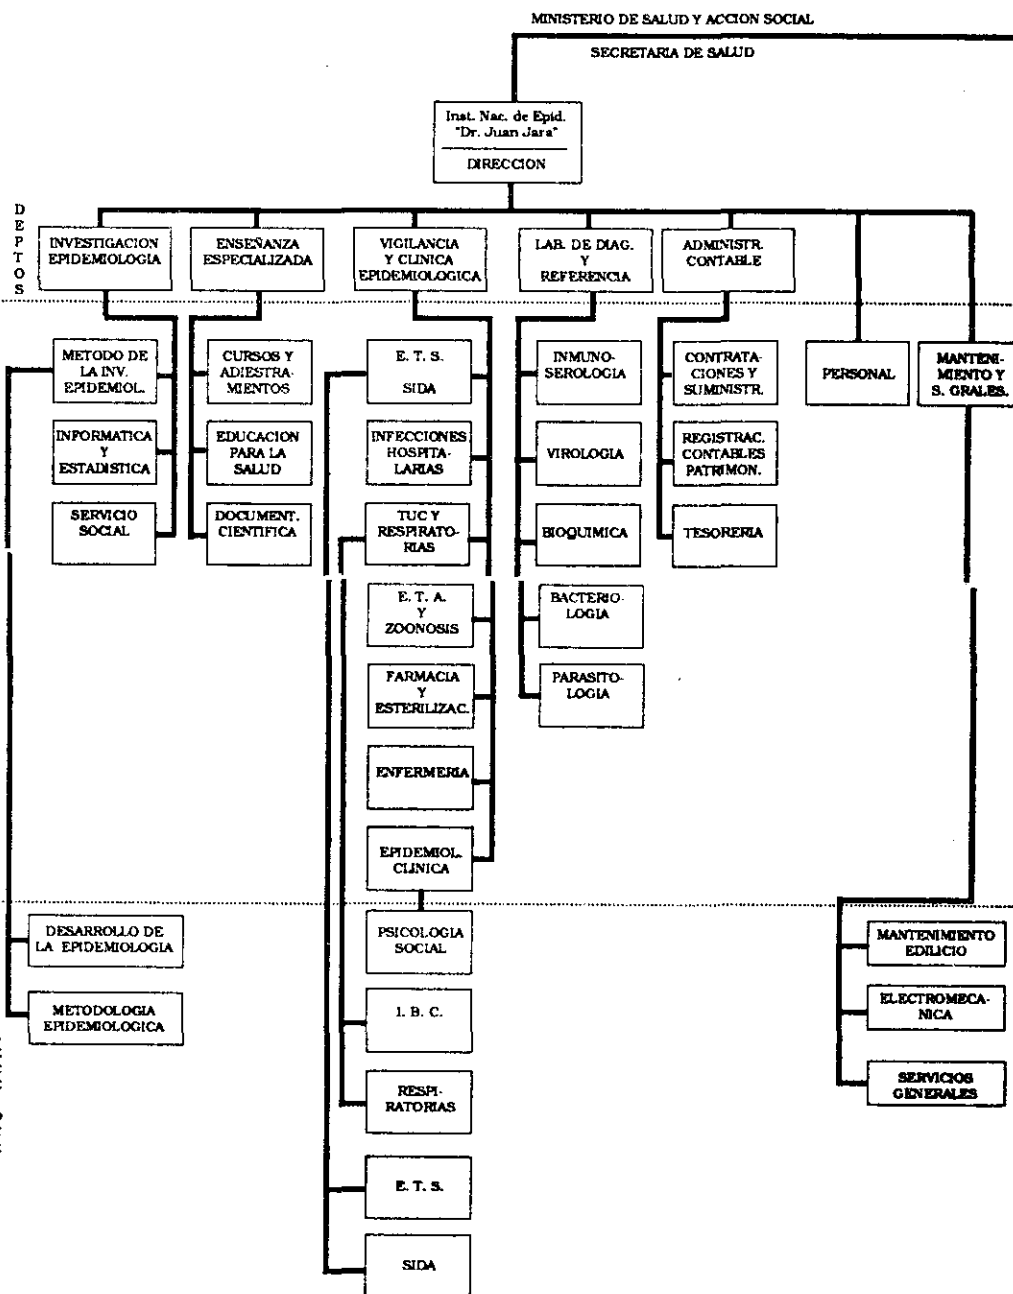 MINISTERIO DE SALUD Y ACCION SOCIAL
SECRETARIA DE SALUD
Inst. Nac. de Epid.
"Dr. Juan Jara"
DIRECCION
D
E
P
T
O
S
INVESTIGACION
EPIDEMIOLOGIA
ENSEÑANZA
ESPECIALIZADA
VIGILANCIA
Y CLINICA
EPIDEMIOLOGICA
LAB. DE DIAG.
Y
REFERENCIA
ADMINISTR.
CONTABLE
METODO DE
LA INV.
EPIDEMIOL.
CURSOS Y
ADIESTRA-
MIENTOS
E. T. S.
SIDA
INMUNO-
SEROLOGIA
CONTRATA-
CIONES Y
SUMINISTR.
PERSONAL
MANTENI-
MIENTO Y
S. GRALES.
INFORMATICA
Y
ESTADISTICA
EDUCACION
PARA LA
SALUD
INFECCIONES
HOSPITA-
LARIAS
VIROLOGIA
REGISTRAC.
CONTABLES
PATRIMON.
SERVICIO
SOCIAL
DOCUMENT.
CIENTIFICA
TUC Y
RESPIRATO-
RIAS
BIOQUIMICA
TESORERIA
E. T. A.
Y
ZOONOSIS
BACTERIO-
LOGIA
FARMACIA
Y
ESTERILIZAC.
PARASITO-
LOGIA
ENFERMERIA
EPIDEMIOL.
CLINICA
DESARROLLO DE
LA EPIDEMIOLOGIA
PSICOLOGIA
SOCIAL
MANTENIMIENTO
EDILICIO
METODOLOGIA
EPIDEMIOLOGICA
I. B. C.
ELECTROMECA-
NICA
RESPI-
RATORIAS
SERVICIOS
GENERALES
E. T. S.
SIDA